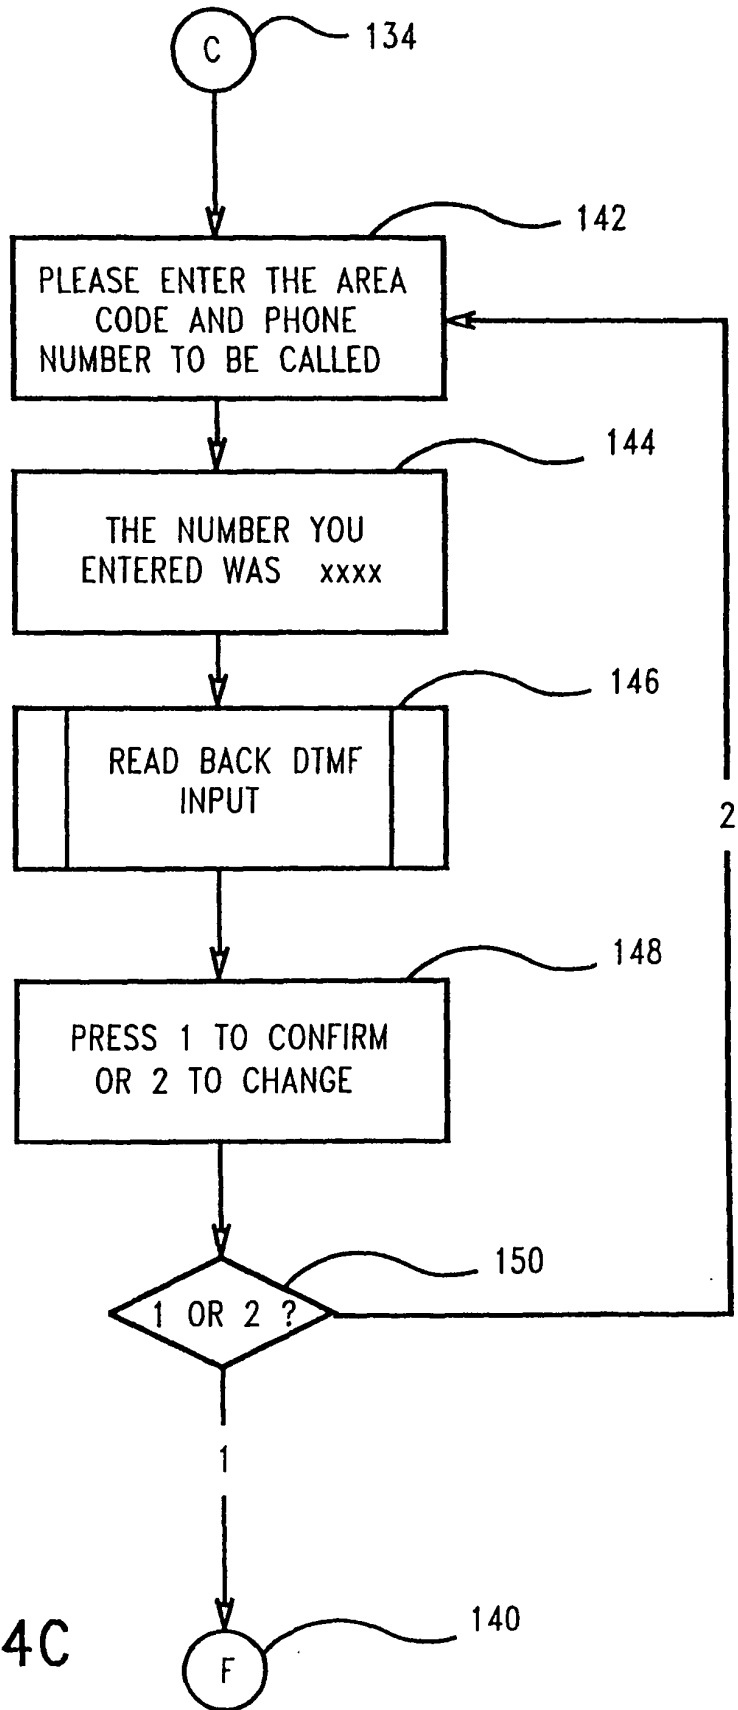 C
134
142
PLEASE ENTER THE AREA
CODE AND PHONE
NUMBER TO BE CALLED
144
THE NUMBER YOU
ENTERED WAS xxxx
146
READ BACK DTMF
INPUT
2
148
PRESS 1 TO CONFIRM
OR 2 TO CHANGE
150
1 OR 2 ?
1
140
F
4C